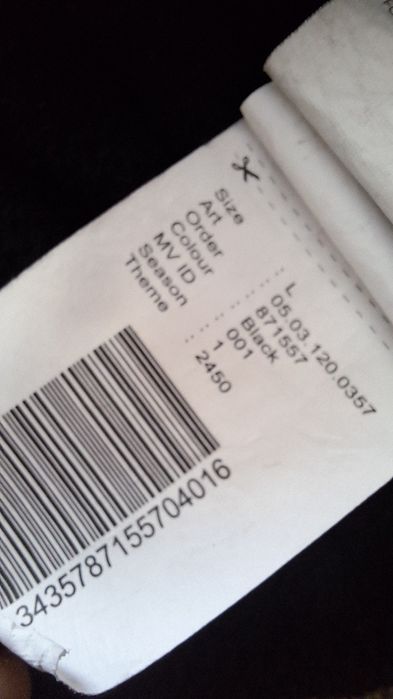 Size : L
Art : 05.03.120.0357
Order : 871557
Colour : Black
MV ID : 001
Season : 1
Theme : 2450
3435787155704016